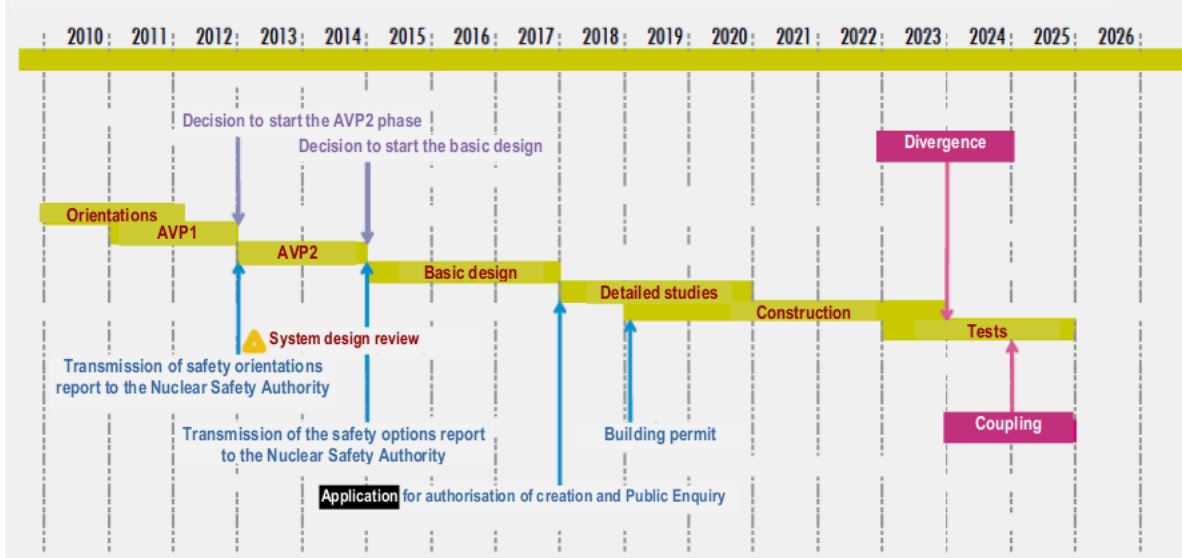 2010 2011 2012 2013 2014 2015 2016 2017 2018 2019 2020 2021 2022 2023 2024 2025 2026
Decision to start the AVP2 phase
Decision to start the basic design
Divergence
Orientations
AVP1
AVP2
Basic design
Detailed studies
Construction
Tests
System design review
Transmission of safety orientations
report to the Nuclear Safety Authority
Transmission of the safety options report
to the Nuclear Safety Authority
Building permit
Coupling
Application for authorisation of creation and Public Enquiry